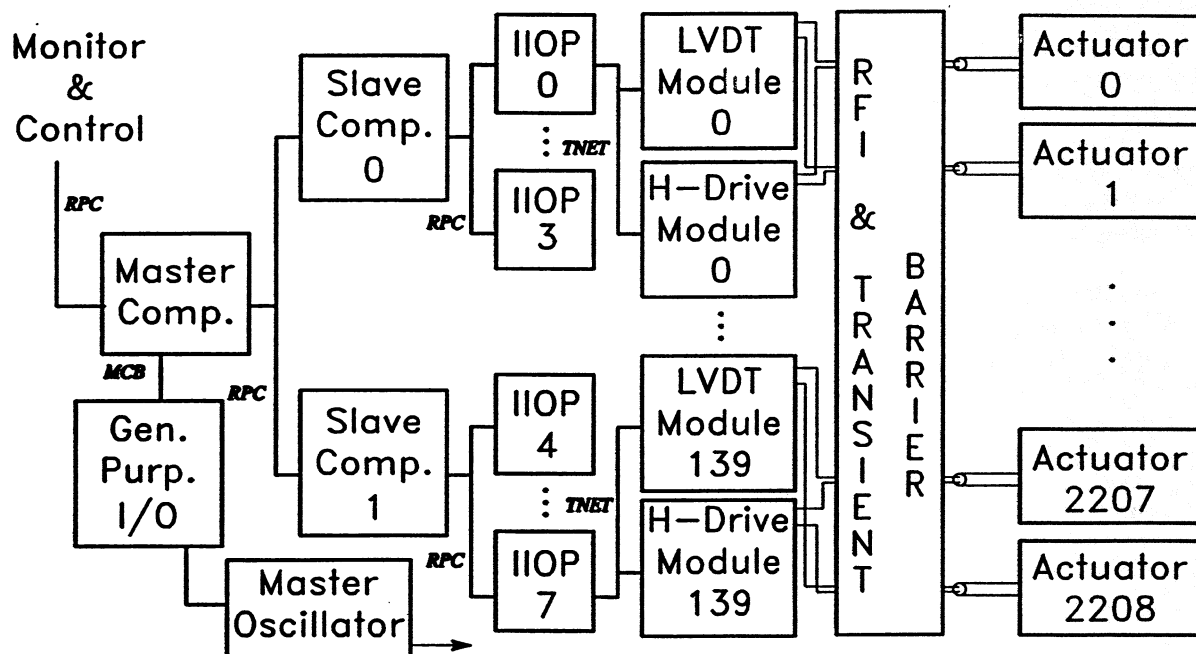 Monitor
&
Control
RPC
Master
Comp.
MCB
RPC
Gen.
Purp.
I/O
Master
Oscillator
Slave
Comp.
0
Slave
Comp.
1
IIOP
0
TNET
RPC
IIOP
3
IIOP
4
TNET
RPC
IIOP
7
LVDT
Module
0
H-Drive
Module
0
LVDT
Module
139
H-Drive
Module
139
RFI & TRANSIENT
BARRIER
Actuator
0
Actuator
1
Actuator
2207
Actuator
2208